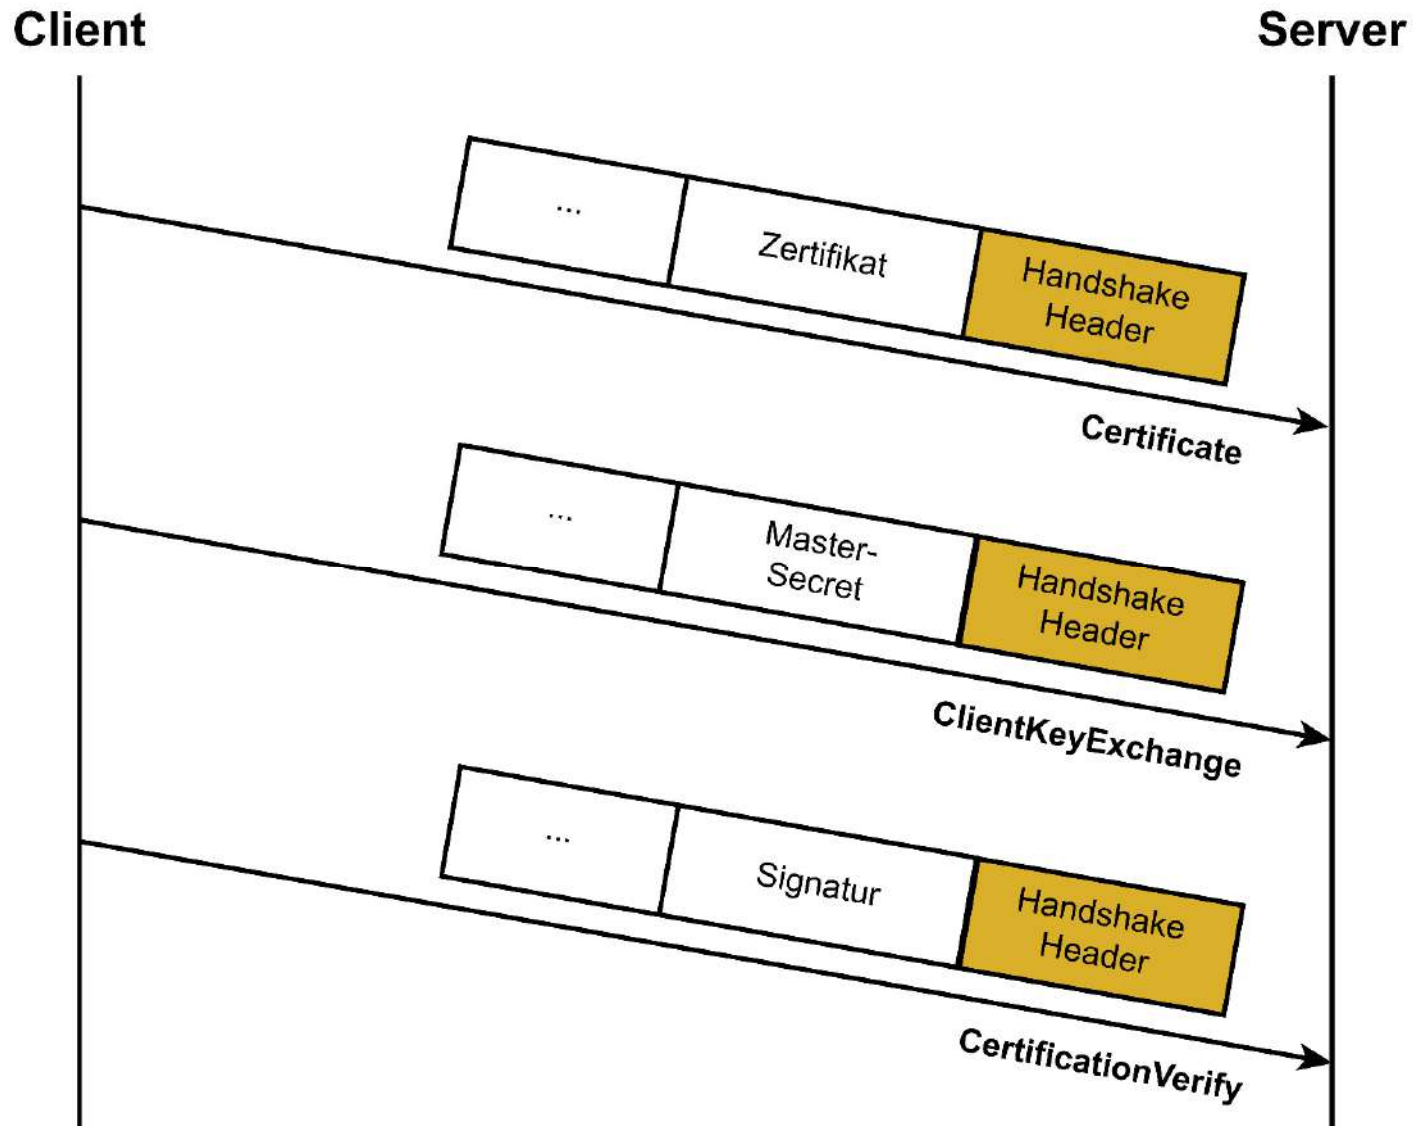 Client
Server
...
Zertifikat
Handshake
Header
Certificate
...
Master-
Secret
Handshake
Header
ClientKeyExchange
...
Signatur
Handshake
Header
CertificationVerify